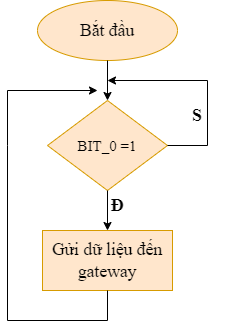 Bắt đầu
S
BIT_0 =1
Đ
Gửi dữ liệu đến
gateway